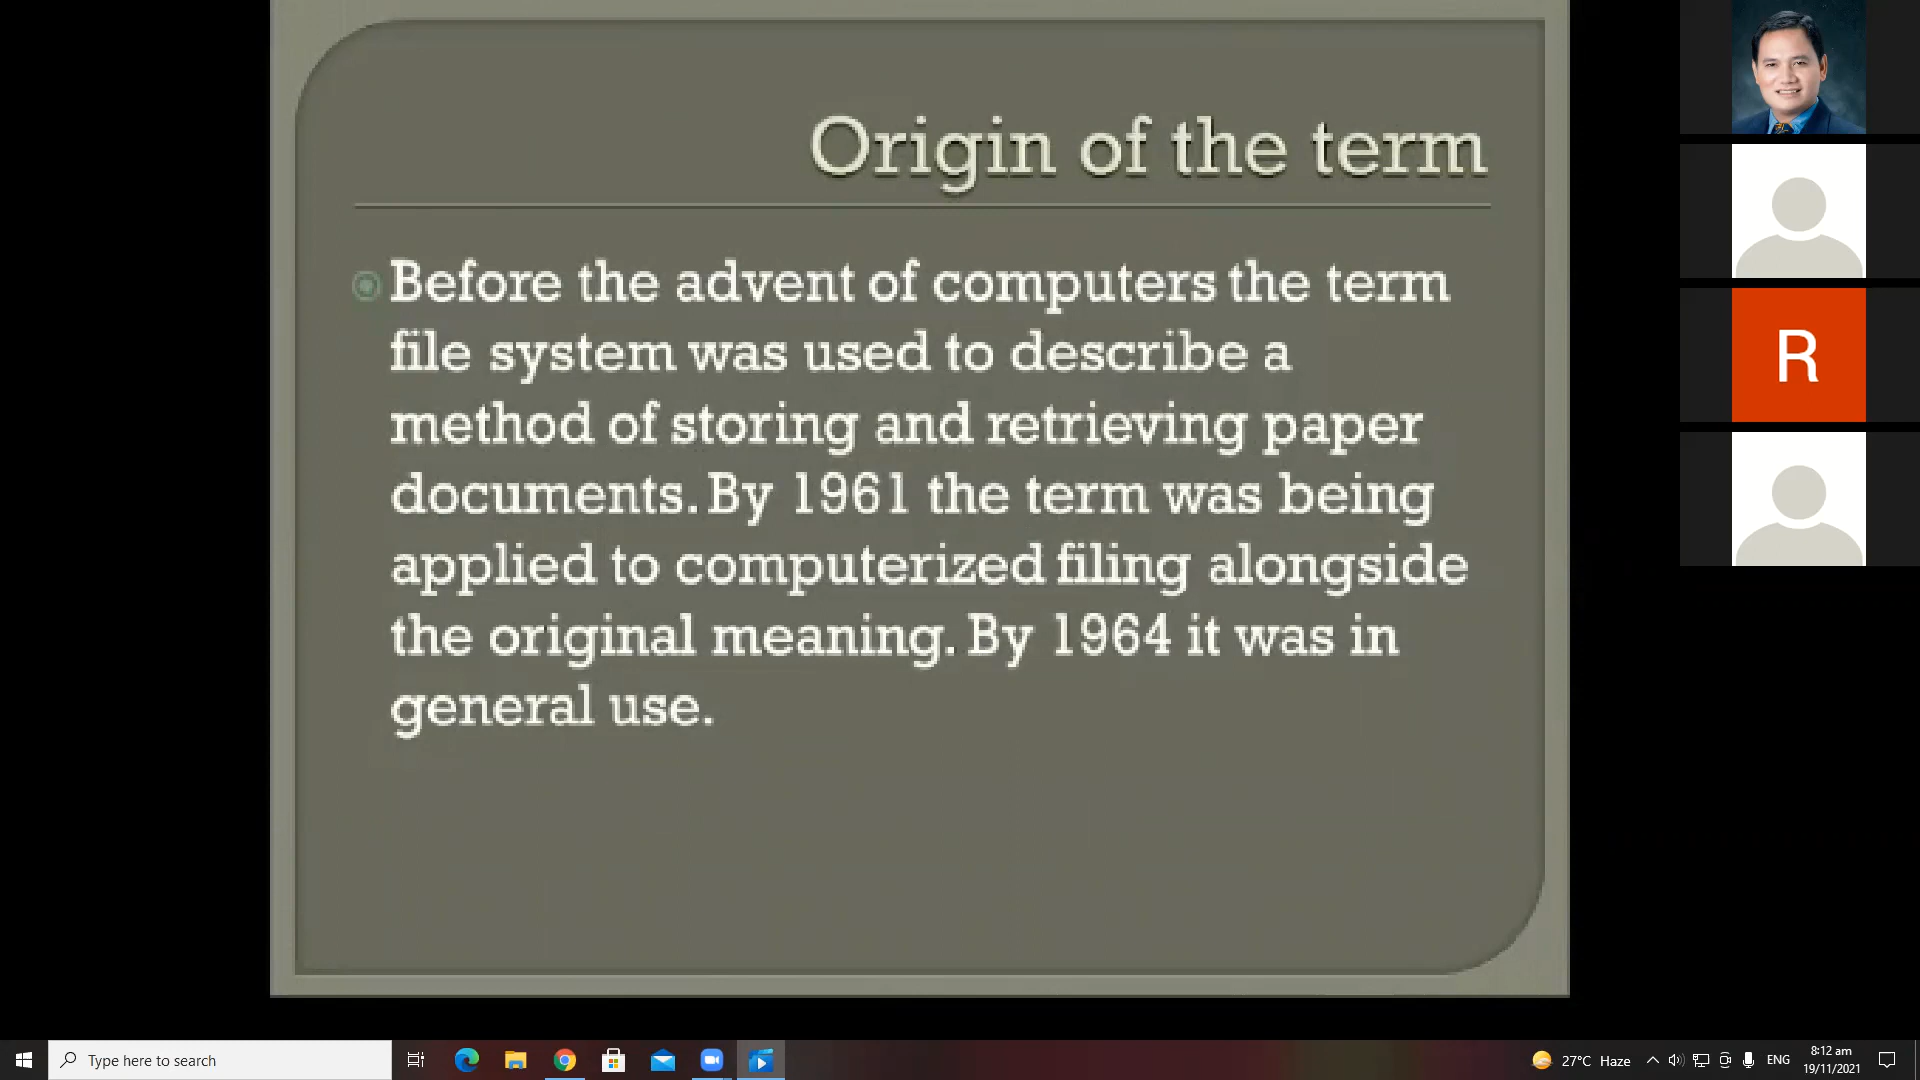 Origin of the term
Before the advent of computers the term
file system was used to describe a
method of storing and retrieving paper
documents. By 1961 the term was being
applied to computerized filing alongside
the original meaning. By 1964 it was in
general use.
R
Type here to search
27°C Haze
ENG
8:12 am
19/11/2021